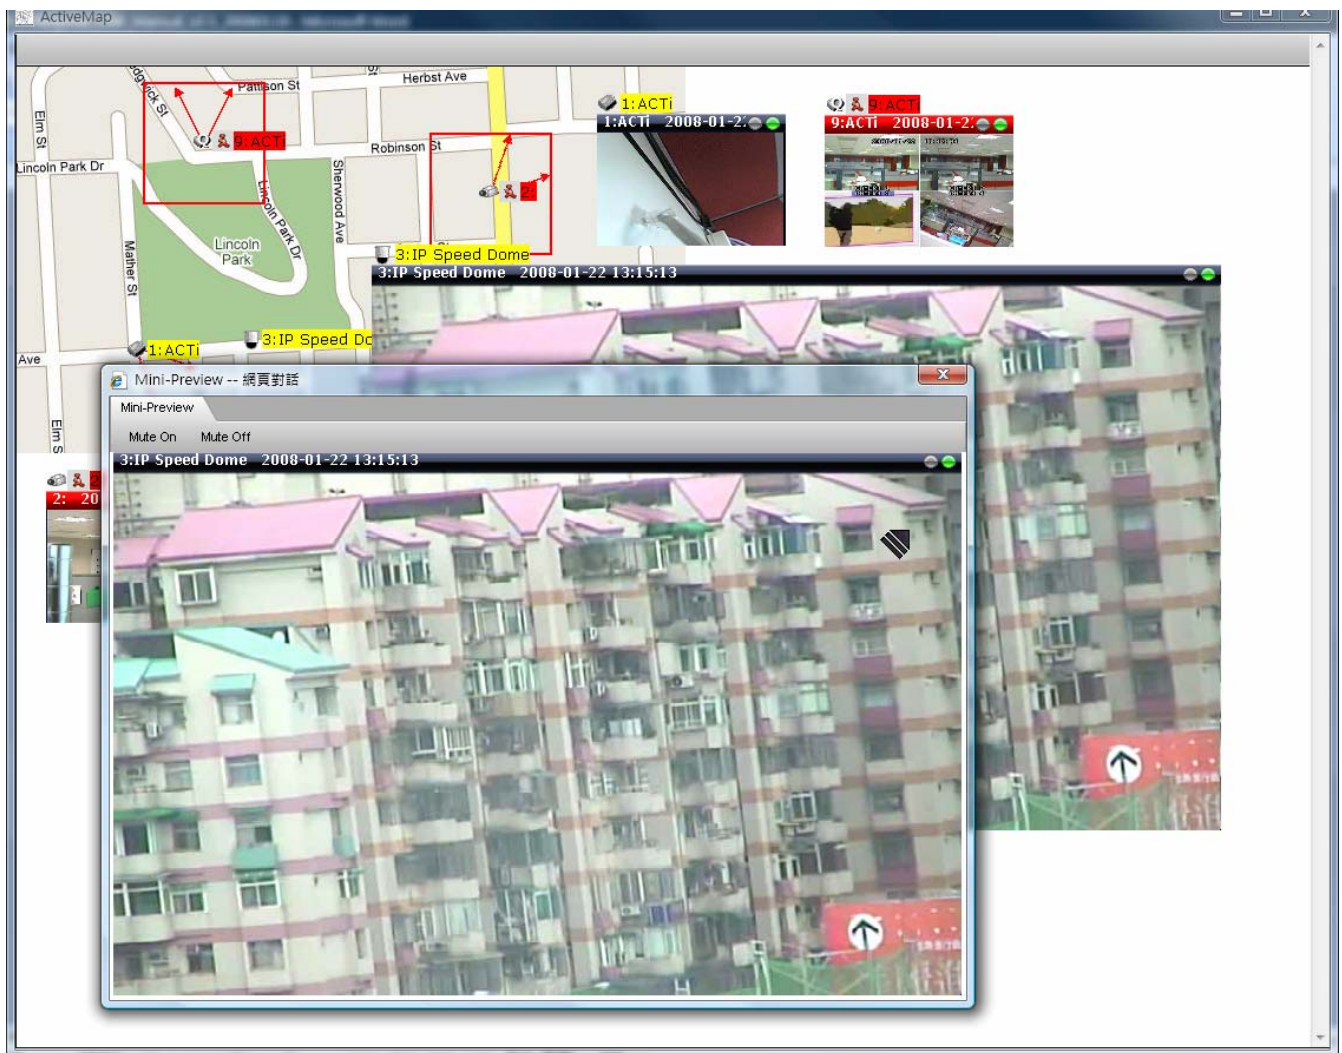 ActiveMap
Pattison St
Herbst Ave
1:ACTi
9:ACTi
1:ACTi 2008-01-2
9:ACTi 2008-01-2
Elm St
9:ACTi
Robinson St
Lincoln Park Dr
2:
Sherwood Ave
Lincoln Park Dr
Lincoln
Park
Mather St
3:IP Speed Dome
3:IP Speed Dome 2008-01-22 13:15:13
3:IP Speed Do
1:ACTi
Ave
Mini-Preview -- 網頁對話
Mini-Preview
Elm S
Mute On Mute Off
3:IP Speed Dome 2008-01-22 13:15:13
2: 20